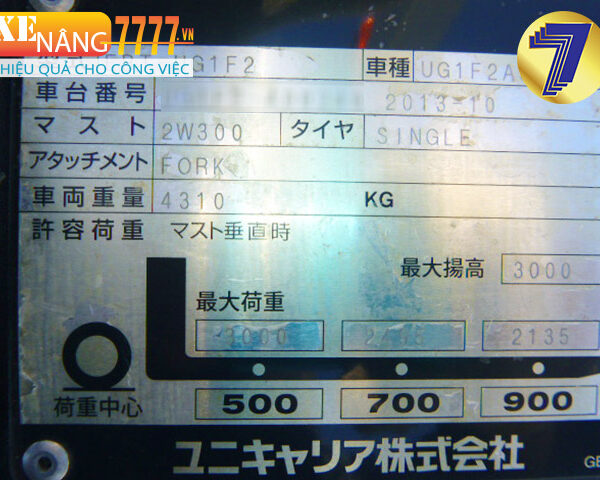 XE
NÂNG7777.VN
HIỆU QUẢ CHO CÔNG VIỆC
7
G1F2 車種 UG1F2A
車台番号 2013-10
マスト 2W300 タイヤ SINGLE
アタッチメント FORK
車両重量 4310 KG
許容荷重 マスト垂直時
最大揚高 3000
最大荷重
3000 2135
荷重中心 500 700 900
ユニキャリア株式会社
GE